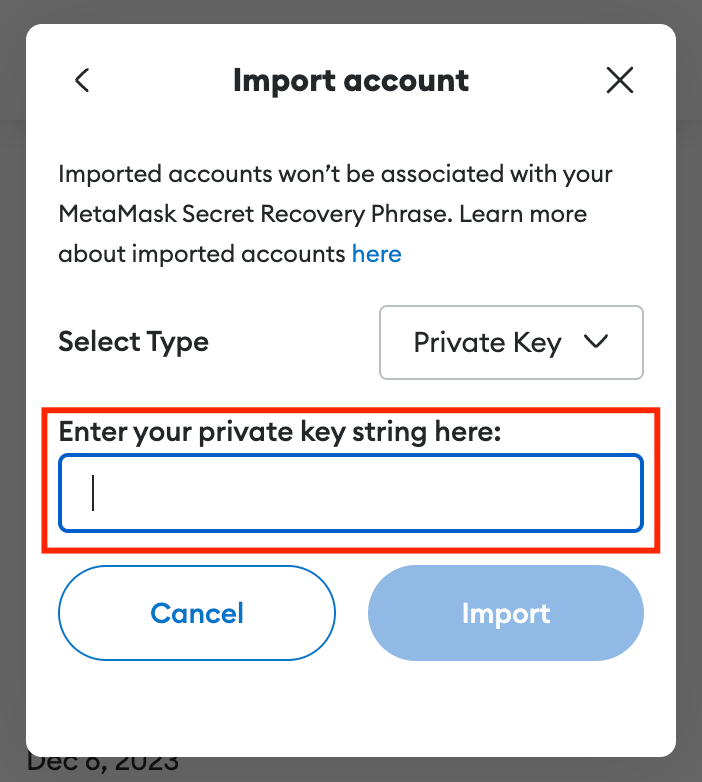 Import account
Imported accounts won’t be associated with your
MetaMask Secret Recovery Phrase. Learn more
about imported accounts here
Select Type
Private Key
Enter your private key string here:
Cancel
Import
Dec 6, 2023